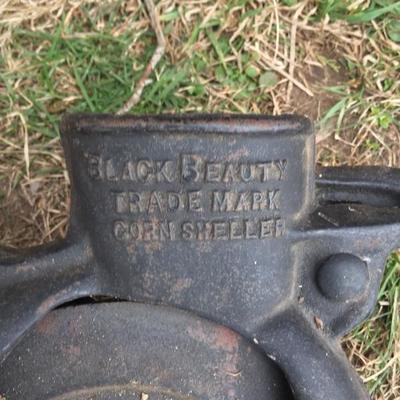 BLACK BEAUTY
TRADE MARK
CORN SHELLER